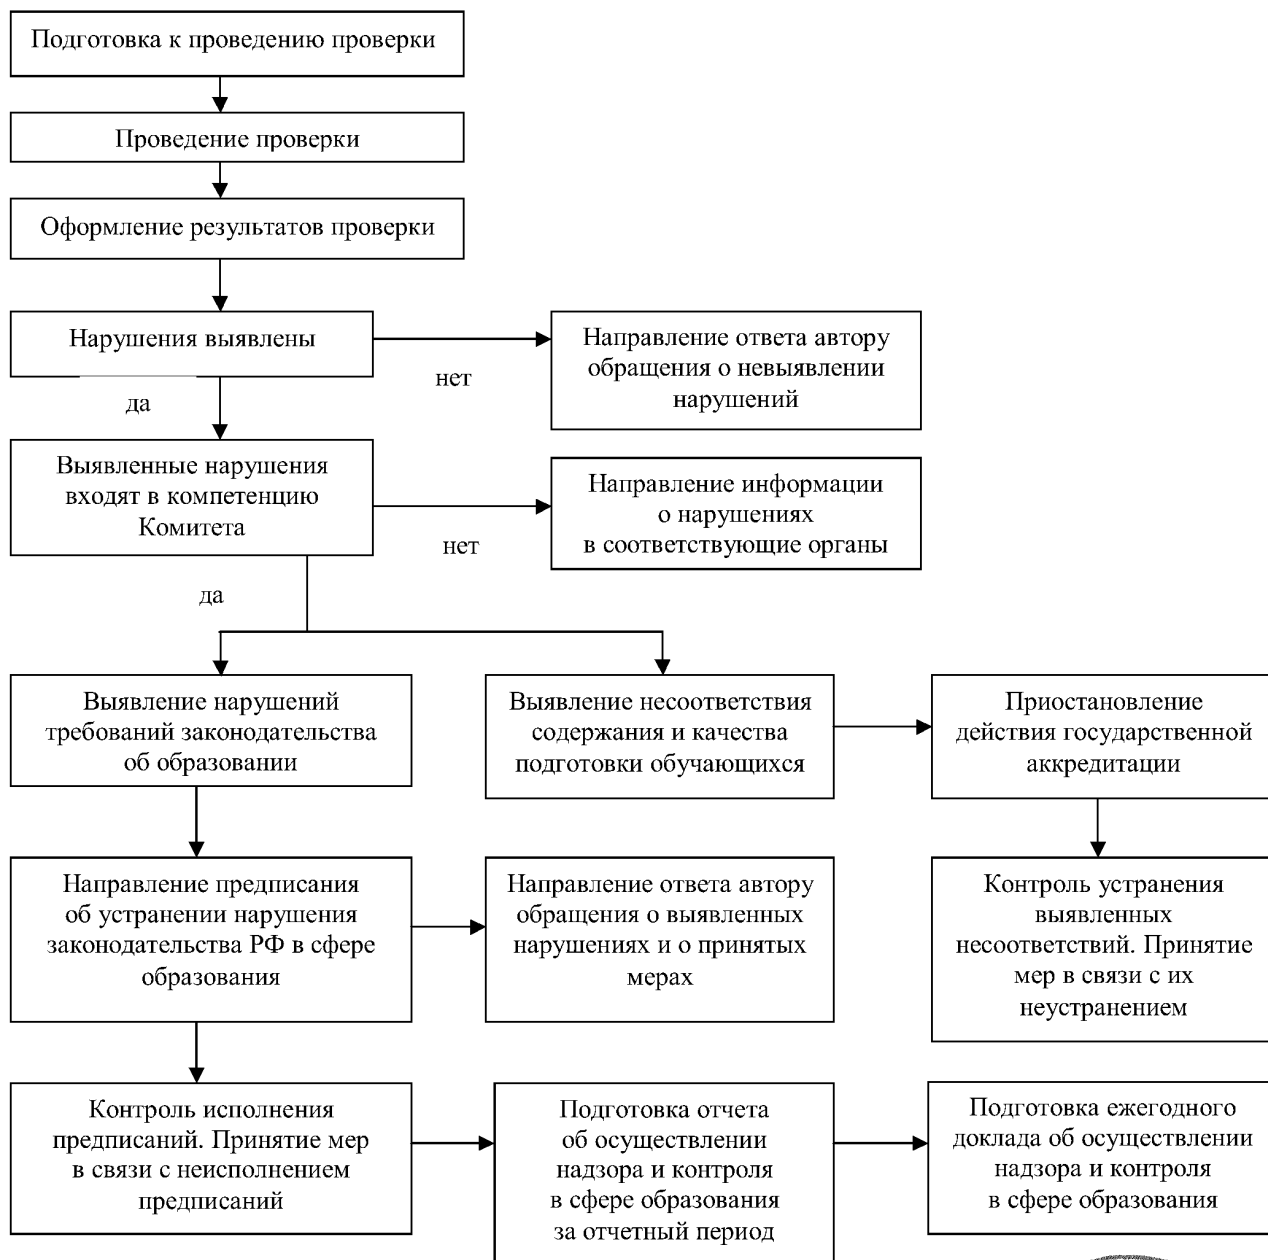 Подготовка к проведению проверки
Проведение проверки
Оформление результатов проверки
Нарушения выявлены
нет
Направление ответа автору
обращения о невыявлении
нарушений
да
Выявленные нарушения
входят в компетенцию
Комитета
нет
Направление информации
о нарушениях
в соответствующие органы
да
Выявление нарушений
требований законодательства
об образовании
Выявление несоответствия
содержания и качества
подготовки обучающихся
Приостановление
действия государственной
аккредитации
Направление предписания
об устранении нарушения
законодательства РФ в сфере
образования
Направление ответа автору
обращения о выявленных
нарушениях и о принятых
мерах
Контроль устранения
выявленных
несоответствий. Принятие
мер в связи с их
неустранением
Контроль исполнения
предписаний. Принятие мер
в связи с неисполнением
предписаний
Подготовка отчета
об осуществлении
надзора и контроля
в сфере образования
за отчетный период
Подготовка ежегодного
доклада об осуществлении
надзора и контроля
в сфере образования